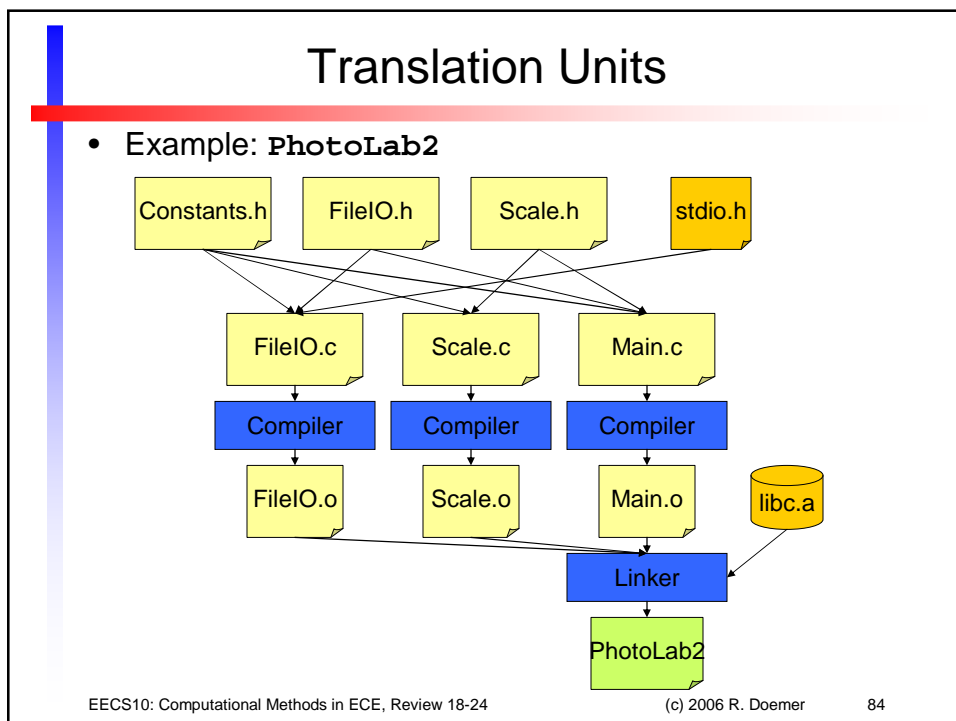 Translation Units
• Example: PhotoLab2
Constants.h FileIO.h Scale.h stdio.h
FileIO.c Scale.c Main.c
Compiler Compiler Compiler
FileIO.o Scale.o Main.o libc.a
Linker
PhotoLab2
EECS10: Computational Methods in ECE, Review 18-24 (c) 2006 R. Doemer 84